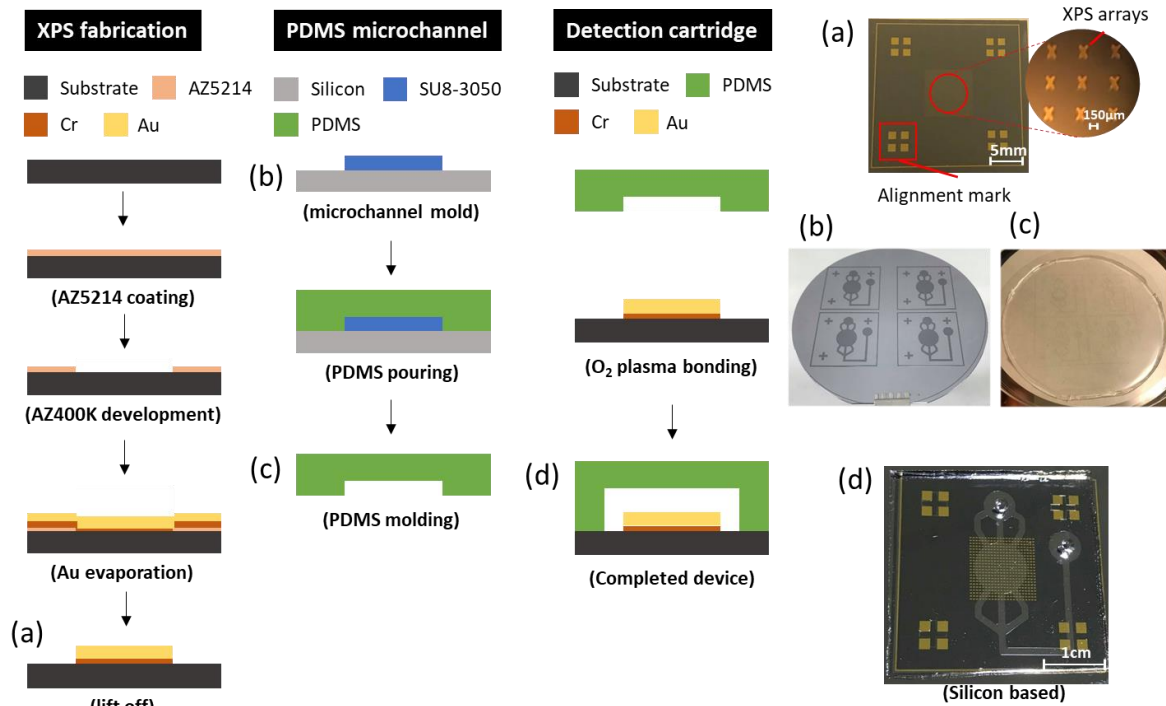 XPS fabrication
Substrate
AZ5214
Cr
Au
(AZ5214 coating)
(AZ400K development)
(Au evaporation)
(a)
(lift off)
PDMS microchannel
Silicon
SU8-3050
PDMS
(b)
(microchannel mold)
(PDMS pouring)
(c)
(PDMS molding)
Detection cartridge
Substrate
PDMS
Cr
Au
(O₂ plasma bonding)
(d)
(Completed device)
(a)
XPS arrays
150μm
5mm
Alignment mark
(b)
(c)
(d)
1cm
(Silicon based)